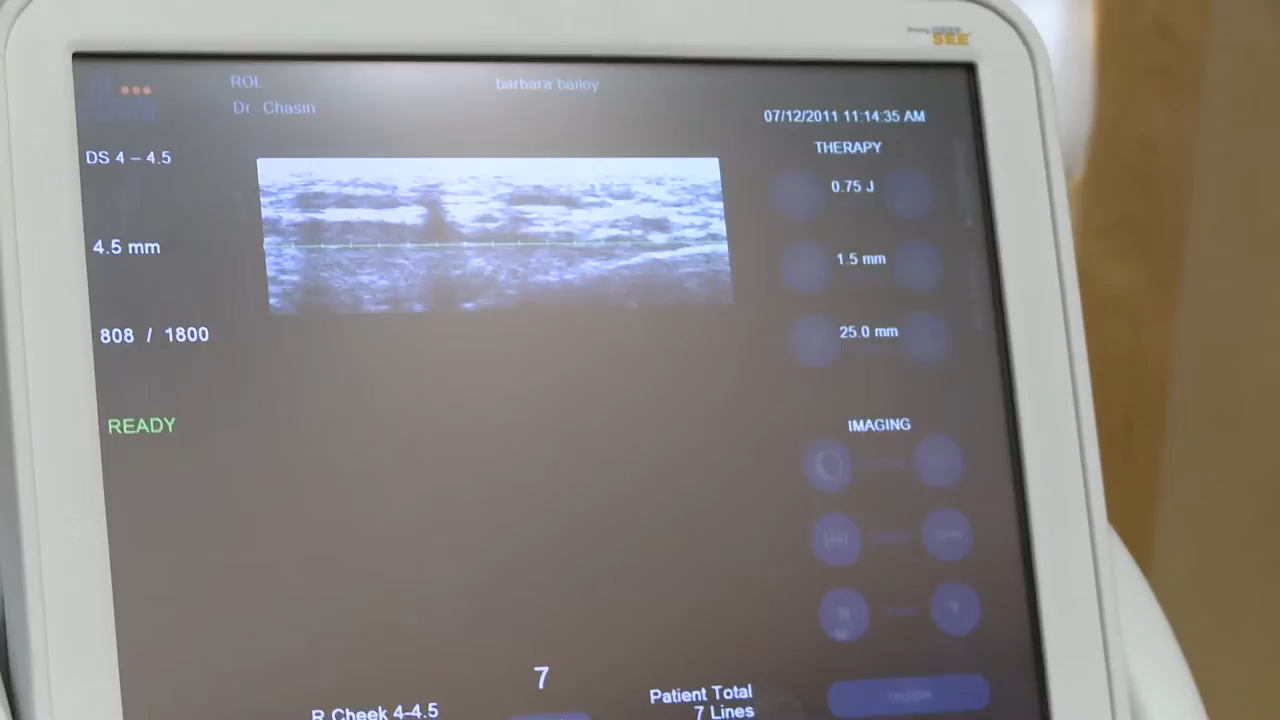 SEE
ROL
barbara bailey
Dr. Chasin
07/12/2011 11:14:35 AM
DS 4 – 4.5
THERAPY
0.75 J
4.5 mm
1.5 mm
808 / 1800
25.0 mm
READY
IMAGING
N
Y
7
Patient Total
R Cheek 4-4.5
7 Lines